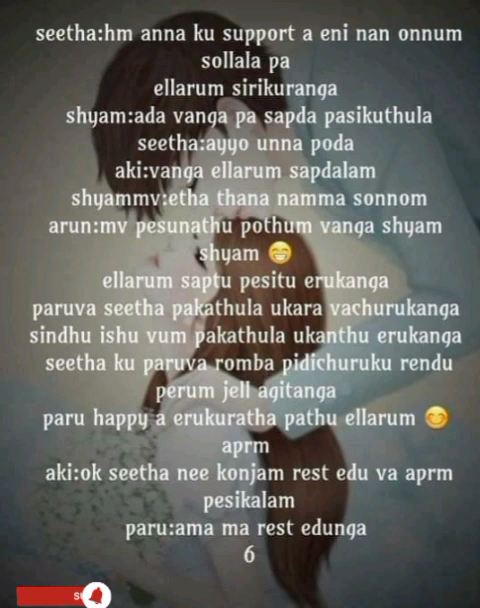 seetha:hm anna ku support a eni nan onnum
sollala pa
ellarum sirikuranga
shyam:ada vanga pa sapda pasikuthula
seetha:ayyo unna poda
aki:vanga ellarum sapdalam
shyammv:etha thana namma sonnom
arun:mv pesunathu pothum vanga shyam
shyam 😁
ellarum saptu pesitu erukanga
paruva seetha pakathula ukara vachurukanga
sindhu ishu vum pakathula ukanthu erukanga
seetha ku paruva romba pidichuruku rendu
perum jell agitanga
paru happy a erukuratha pathu ellarum 😊
aprm
aki:ok seetha nee konjam rest edu va aprm
pesikalam
paru:ama ma rest edunga
6